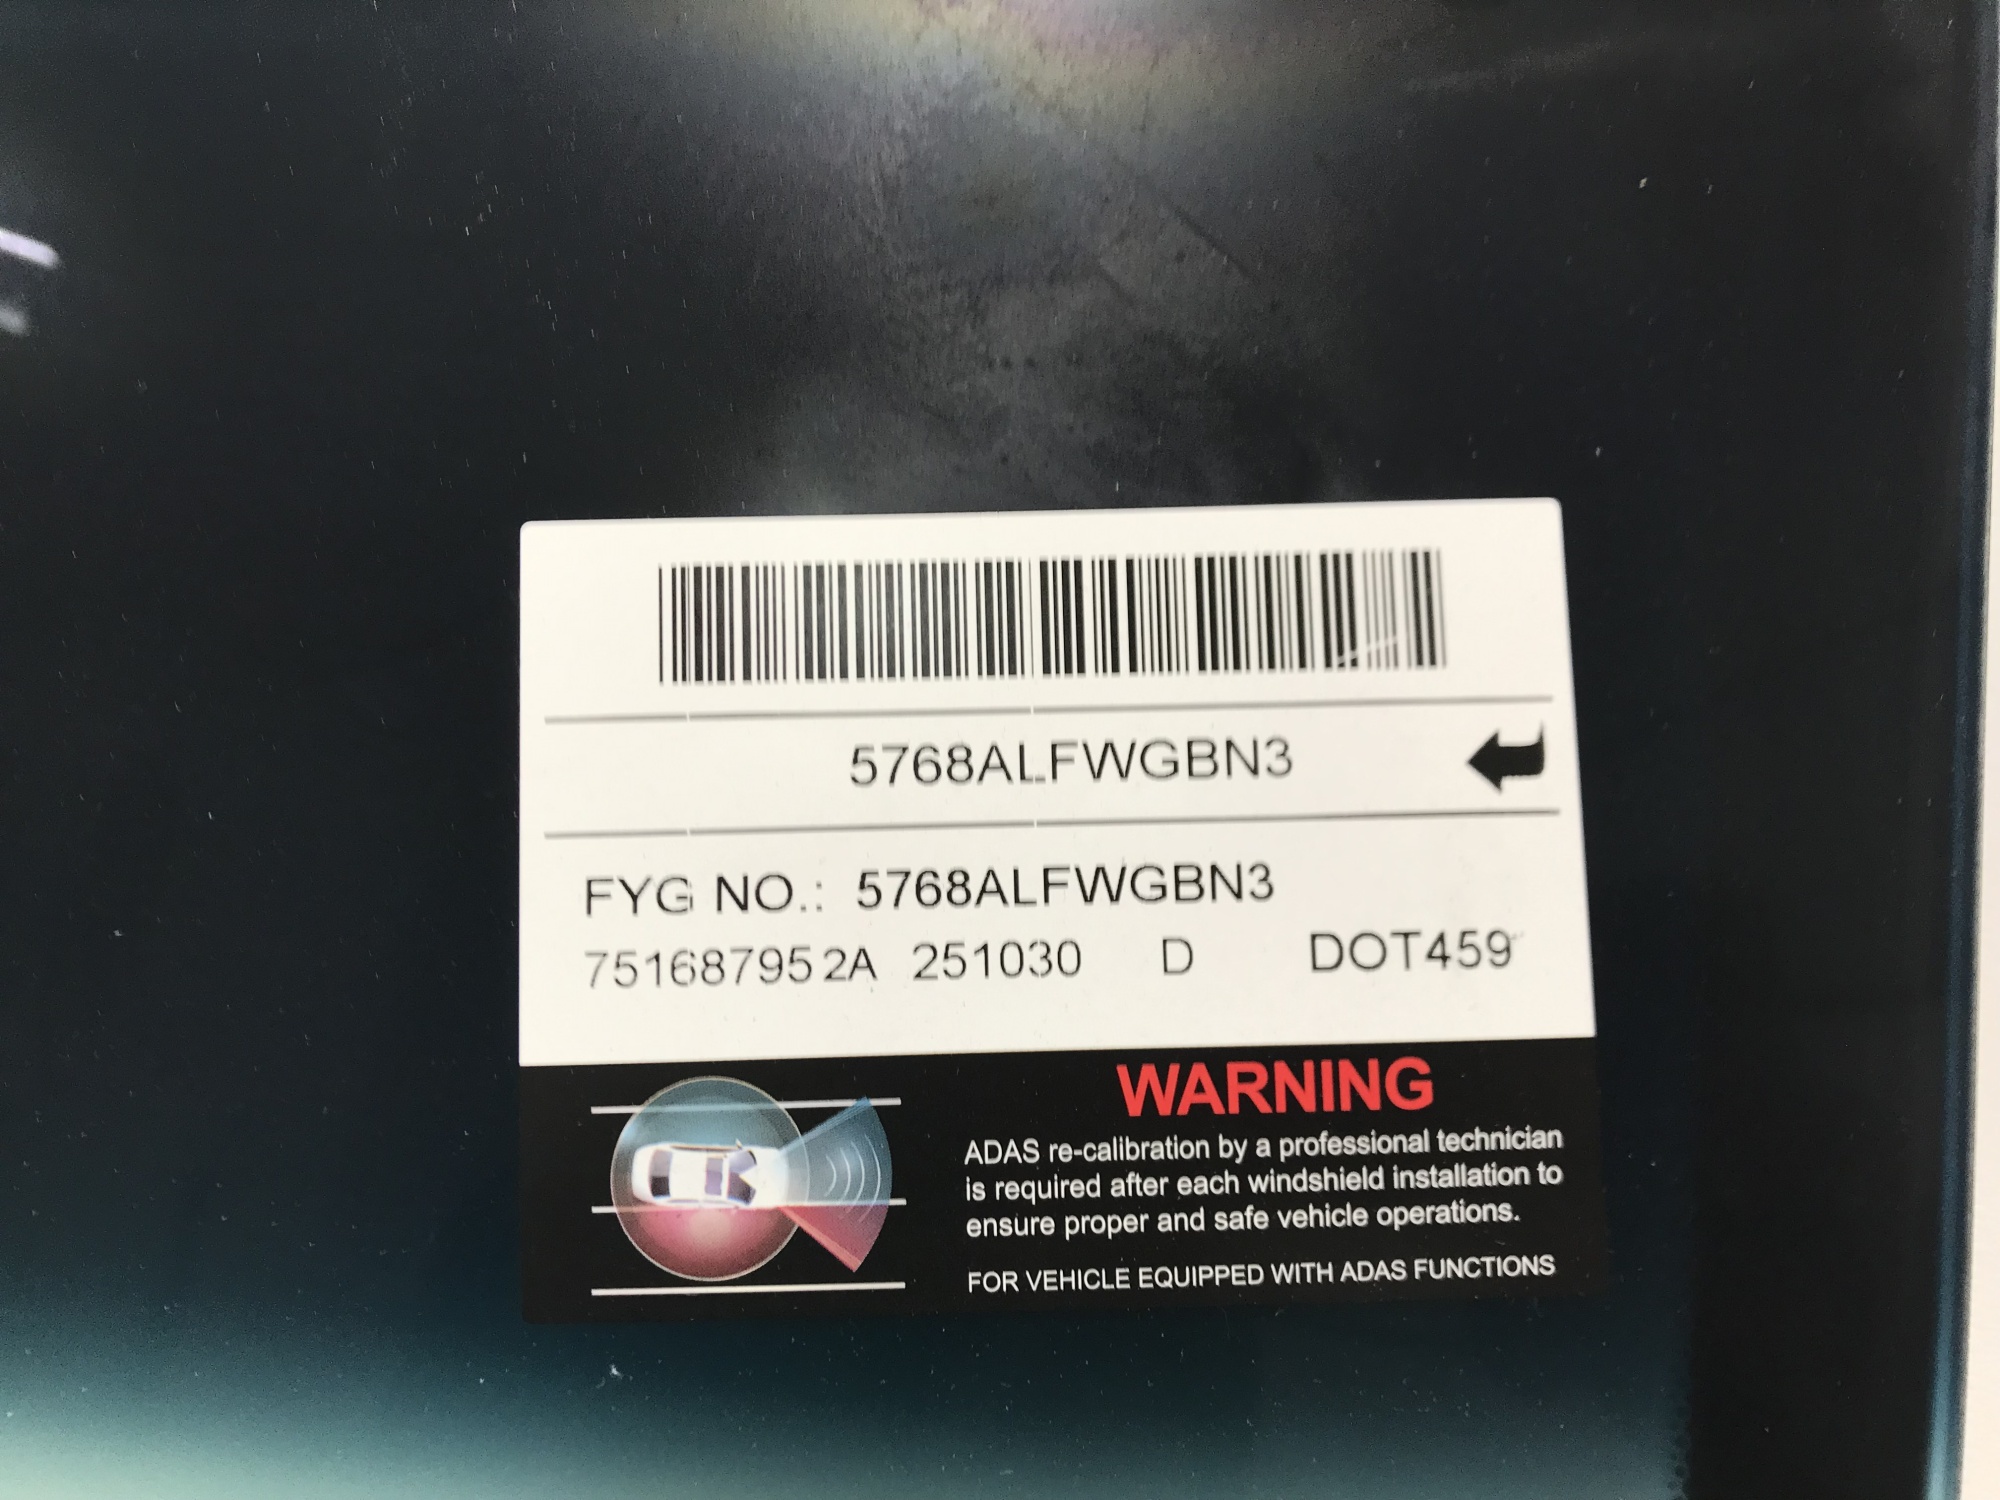 5768ALFWGBN3
FYG NO.: 5768ALFWGBN3
751687952A 251030 D DOT459
WARNING
ADAS re-calibration by a professional technician
is required after each windshield installation to
ensure proper and safe vehicle operations.
FOR VEHICLE EQUIPPED WITH ADAS FUNCTIONS